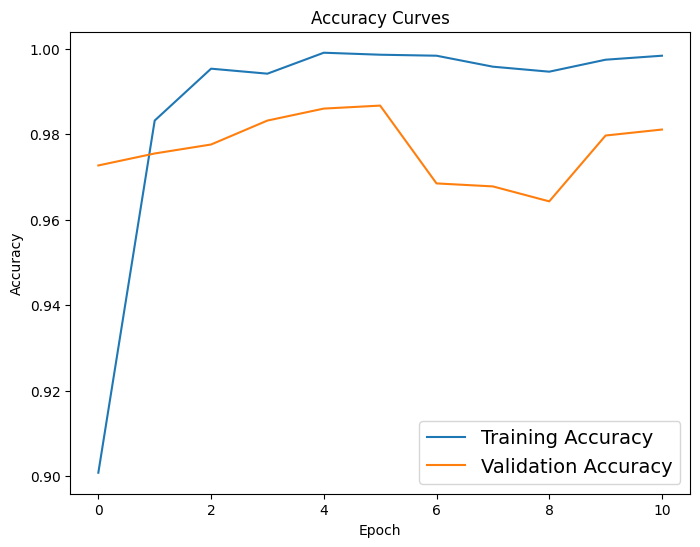 Accuracy Curves
1.00
0.98
0.96
0.94
0.92
0.90
Accuracy
0
2
4
6
8
10
Epoch
Training Accuracy
Validation Accuracy